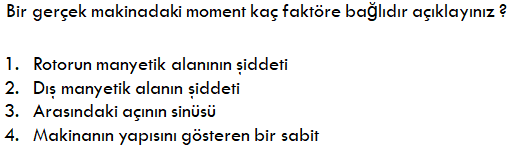 Bir gerçek makinadaki moment kaç faktöre bağlıdır açıklayınız ?
1. Rotorun manyetik alanının şiddeti
2. Dış manyetik alanın şiddeti
3. Arasındaki açının sinüsü
4. Makinanın yapısını gösteren bir sabit